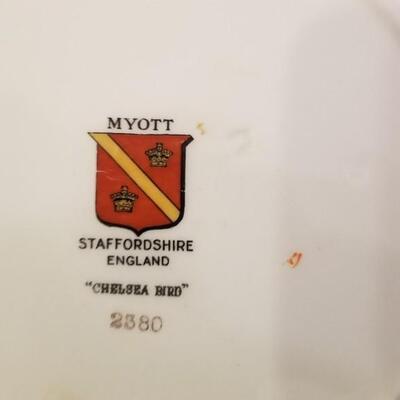 MYOTT
STAFFORDSHIRE
ENGLAND
"CHELSEA BIRD"
2380